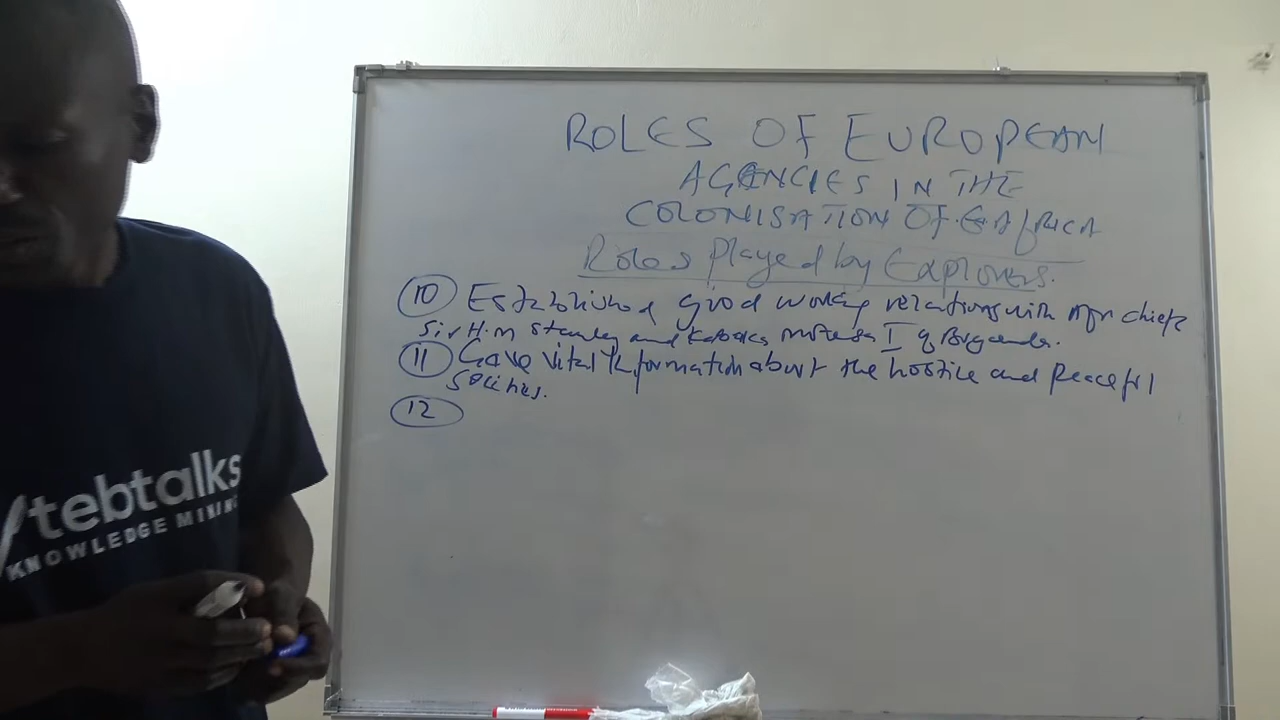 ROLES OF EUROPEAN
AGENCIES IN THE
COLONISATION OF E.AfRICA
Roles Played by Explorers.
10 Established good working relations with Afrn chiefs
Sir H.M Stanley and Kabaka Mutesa I of Buganda.
11 Gave vital Information about the hostile and Peaceful
Socities.
12
tebtalks
KNOWLEDGE MINING